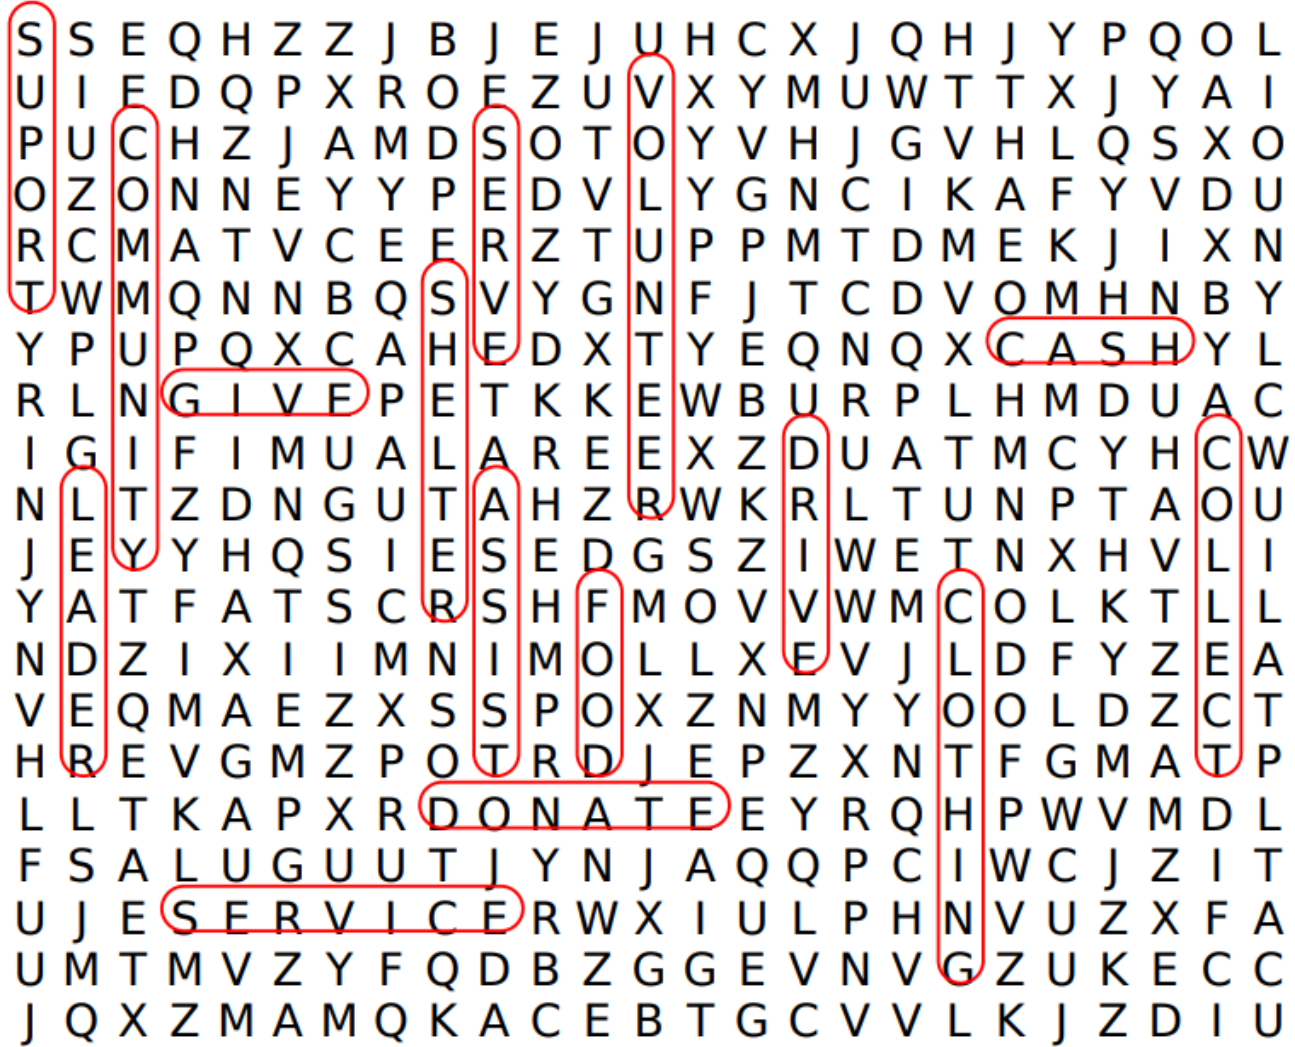 S S E Q H Z Z J B J E J U H C X J Q H J Y P Q O L
U I E D Q P X R O E Z U V X Y M U W T T X J Y A I
P U C H Z J A M D S O T O Y V H J G V H L Q S X O
O Z O N N E Y Y P E D V L Y G N C I K A F Y V D U
R C M A T V C E E R Z T U P P M T D M E K J I X N
T W M Q N N B Q S V Y G N F J T C D V O M H N B Y
Y P U P Q X C A H E D X T Y E Q N Q X C A S H Y L
R L N G I V E P E T K K E W B U R P L H M D U A C
I G I F I M U A L A R E E X Z D U A T M C Y H C W
N L T Z D N G U T A H Z R W K R L T U N P T A O U
J E Y Y H Q S I E S E D G S Z I W E T N X H V L I
Y A T F A T S C R S H F M O V V W M C O L K T L L
N D Z I X I I M N I M O L L X E V J L D F Y Z E A
V E Q M A E Z X S S P O X Z N M Y Y O O L D Z C T
H R E V G M Z P O T R D J E P Z X N T F G M A T P
L L T K A P X R D O N A T E E Y R Q H P W V M D L
F S A L U G U U T J Y N J A Q Q P C I W C J Z I T
U J E S E R V I C E R W X I U L P H N V U Z X F A
U M T M V Z Y F Q D B Z G G E V N V G Z U K E C C
J Q X Z M A M Q K A C E B T G C V V L K J Z D I U